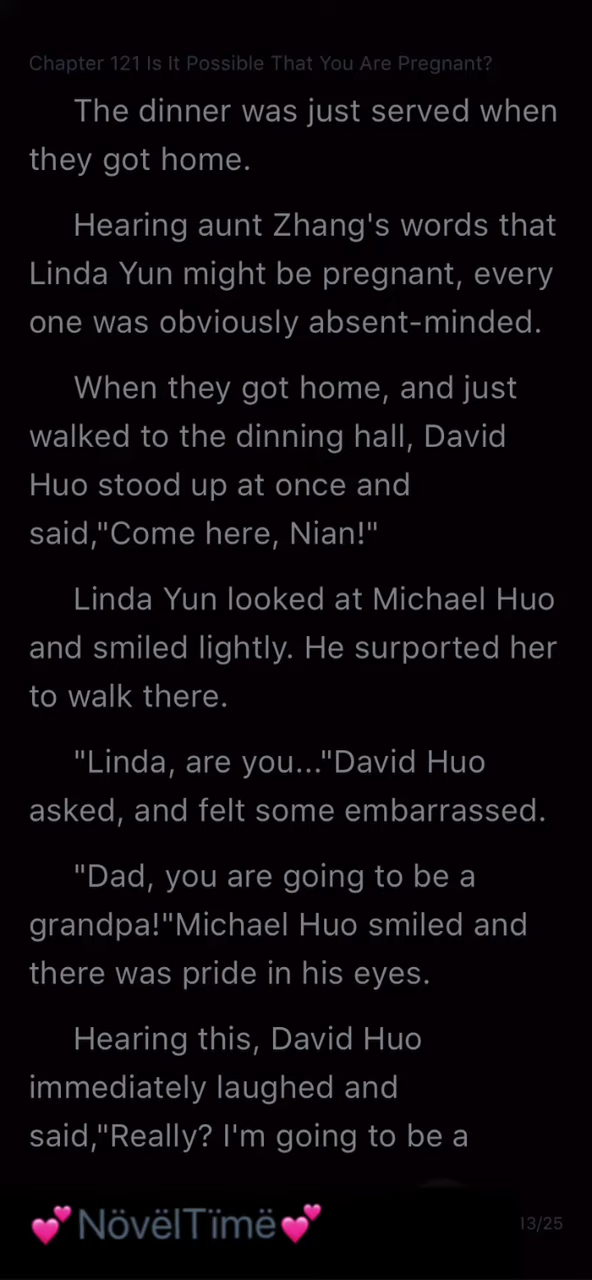 Chapter 121 Is It Possible That You Are Pregnant?
The dinner was just served when
they got home.
Hearing aunt Zhang's words that
Linda Yun might be pregnant, every
one was obviously absent-minded.
When they got home, and just
walked to the dinning hall, David
Huo stood up at once and
said,"Come here, Nian!"
Linda Yun looked at Michael Huo
and smiled lightly. He surported her
to walk there.
"Linda, are you..."David Huo
asked, and felt some embarrassed.
"Dad, you are going to be a
grandpa!"Michael Huo smiled and
there was pride in his eyes.
Hearing this, David Huo
immediately laughed and
said,"Really? I'm going to be a
💕NövëlTïmë💕
13/25